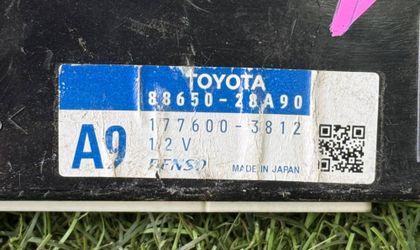 TOYOTA
88650-28A90
A9
177600-3812
12V
DENSO
MADE IN JAPAN